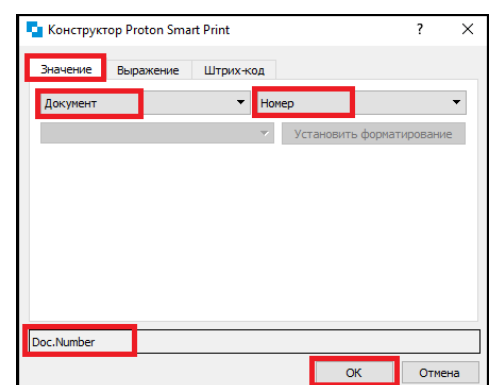 Конструктор Proton Smart Print ? ×
Значение Выражение Штрих-код
Документ Номер
Установить форматирование
Doc.Number
OK Отмена